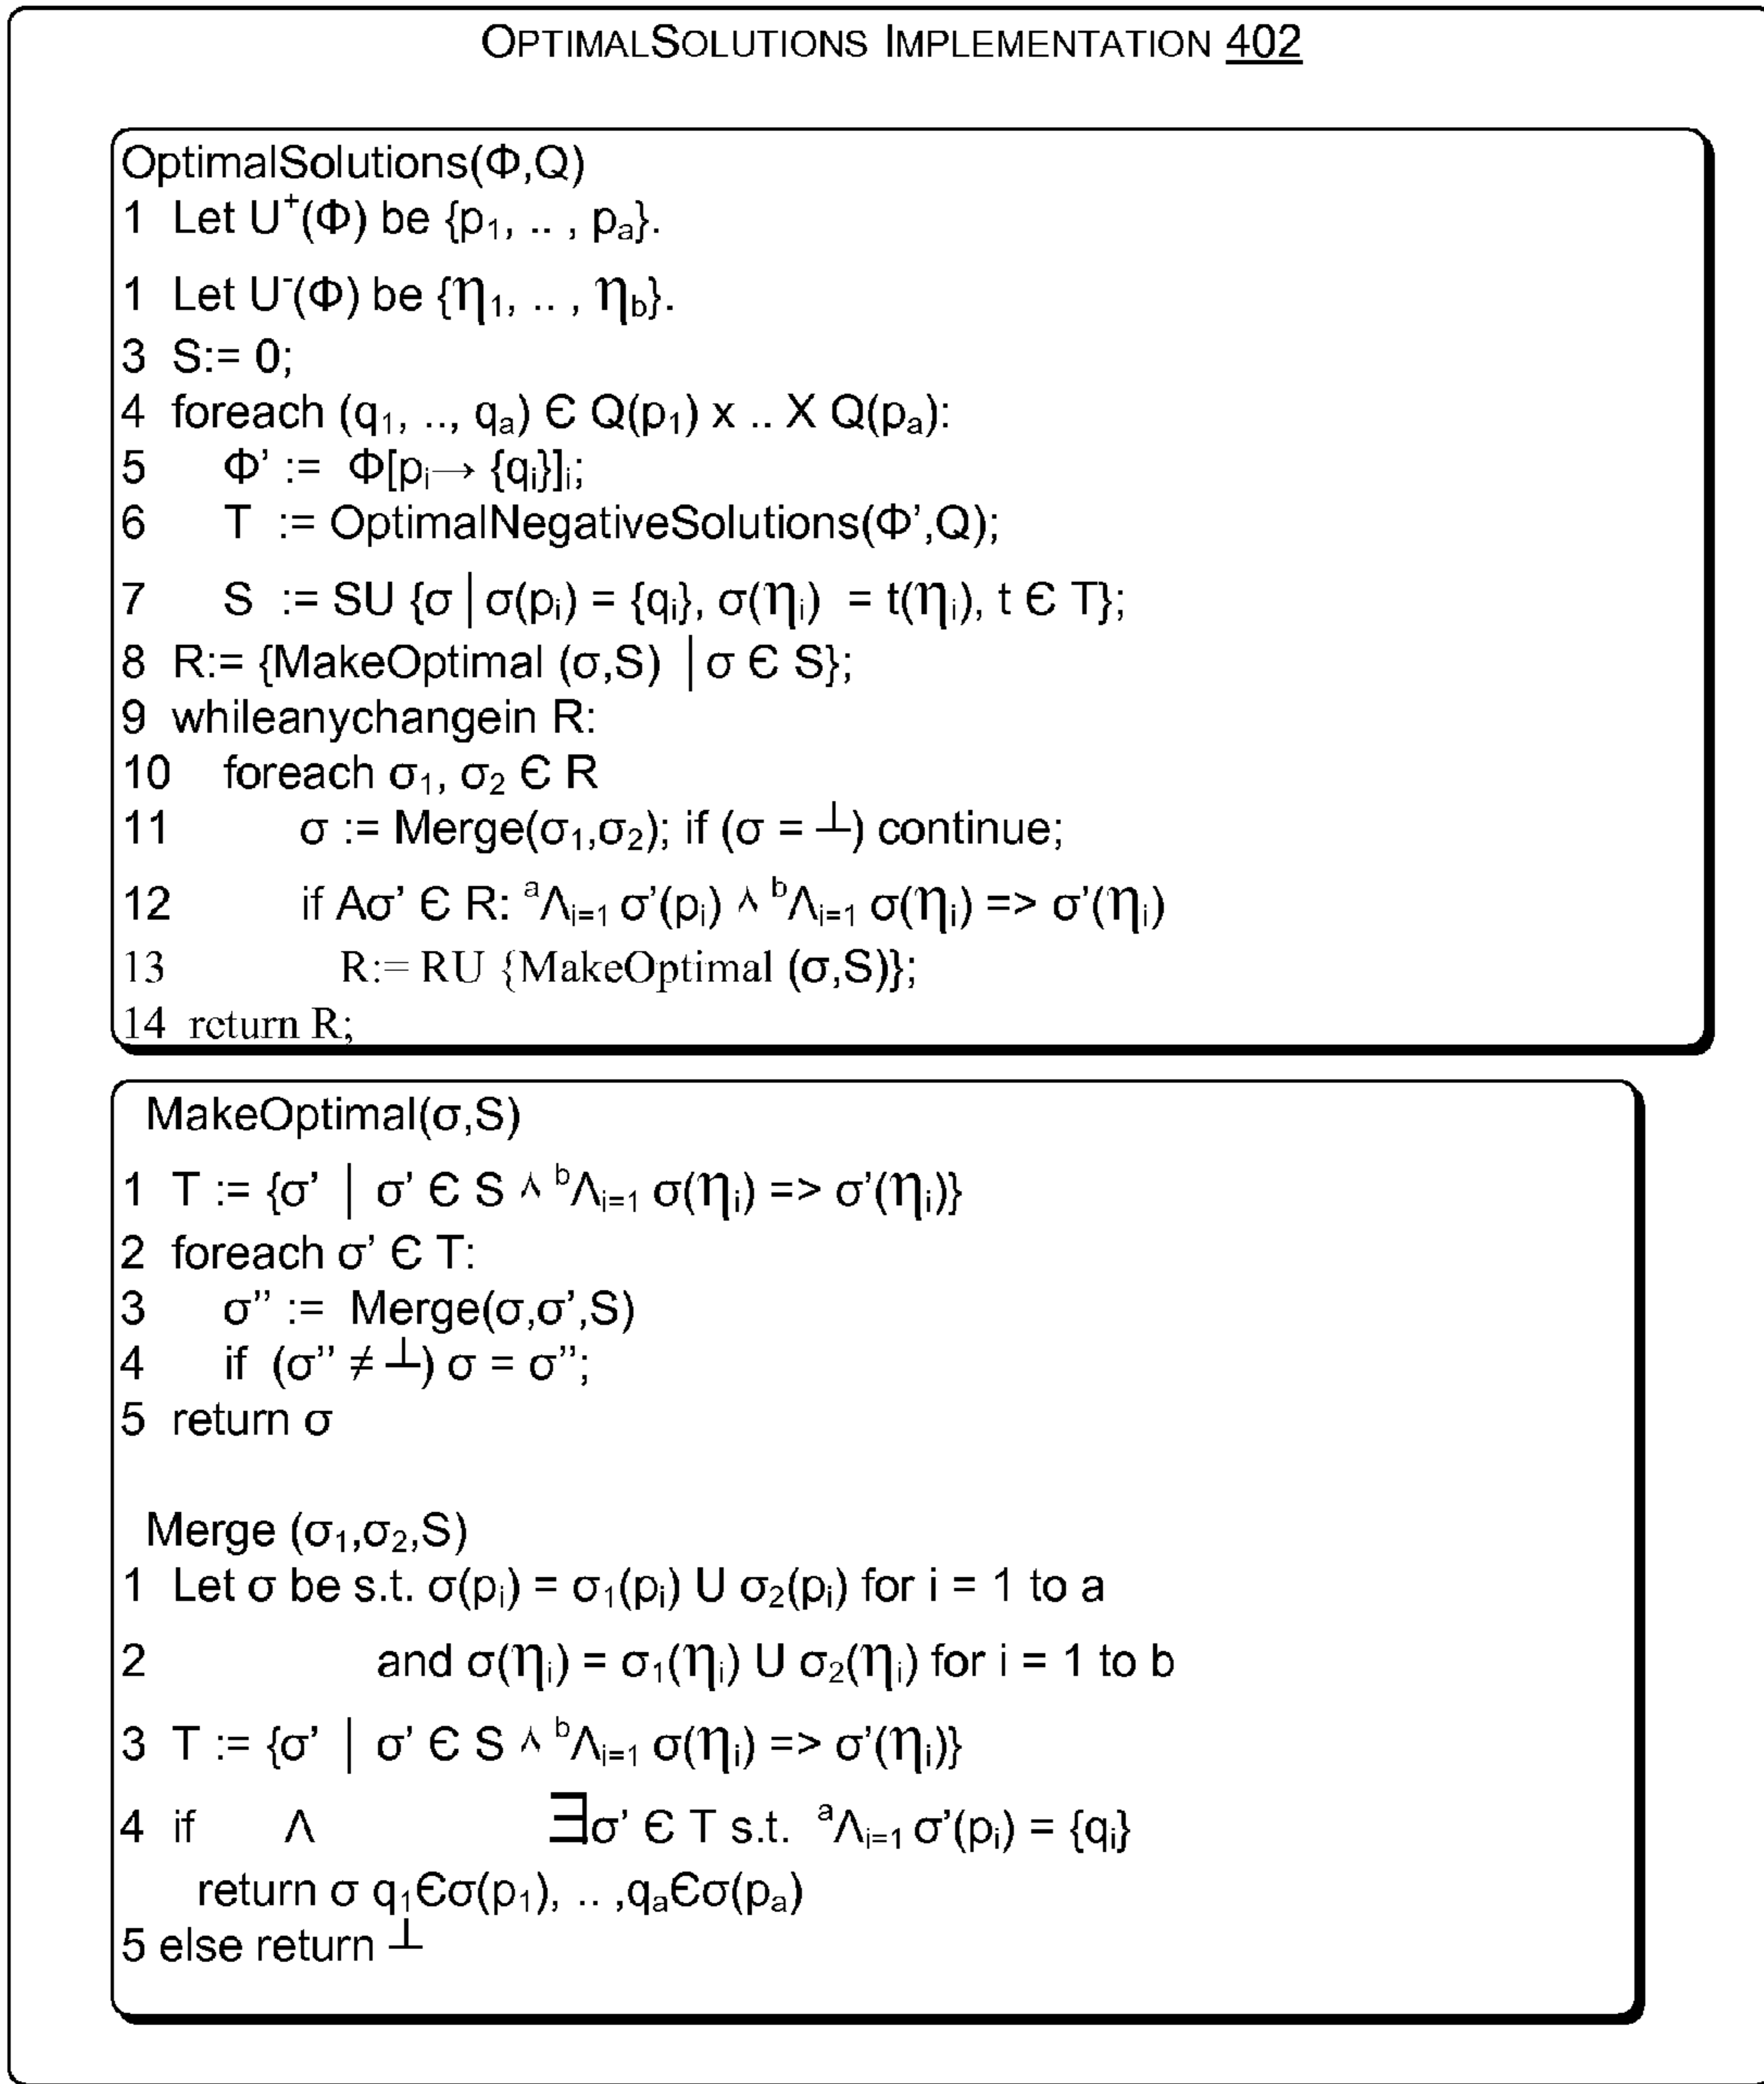 OPTIMALSOLUTIONS IMPLEMENTATION 402
OptimalSolutions(Φ,Q)
1 Let U⁺(Φ) be {p₁, .. , pₐ}.
1 Let U⁻(Φ) be {η₁, .. , η_b}.
3 S:= 0;
4 foreach (q₁, .., qₐ) Є Q(p₁) x .. X Q(pₐ):
5 Φ' := Φ[pᵢ→ {qᵢ}]ᵢ;
6 T := OptimalNegativeSolutions(Φ',Q);
7 S := SU {σ | σ(pᵢ) = {qᵢ}, σ(ηᵢ) = t(ηᵢ), t Є T};
8 R:= {MakeOptimal (σ,S) | σ Є S};
9 whileanychangein R:
10 foreach σ₁, σ₂ Є R
11 σ := Merge(σ₁,σ₂); if (σ = ⊥) continue;
12 if Aσ' Є R: ᵃΛᵢ₌₁ σ'(pᵢ) ⋏ ᵇΛᵢ₌₁ σ(ηᵢ) => σ'(ηᵢ)
13 R:= RU {MakeOptimal (σ,S)};
14 return R;
MakeOptimal(σ,S)
1 T := {σ' | σ' Є S ⋏ ᵇΛᵢ₌₁ σ(ηᵢ) => σ'(ηᵢ)}
2 foreach σ' Є T:
3 σ'' := Merge(σ,σ',S)
4 if (σ'' ≠ ⊥) σ = σ'';
5 return σ
Merge (σ₁,σ₂,S)
1 Let σ be s.t. σ(pᵢ) = σ₁(pᵢ) U σ₂(pᵢ) for i = 1 to a
2 and σ(ηᵢ) = σ₁(ηᵢ) U σ₂(ηᵢ) for i = 1 to b
3 T := {σ' | σ' Є S ⋏ ᵇΛᵢ₌₁ σ(ηᵢ) => σ'(ηᵢ)}
4 if Λ ∃σ' Є T s.t. ᵃΛᵢ₌₁ σ'(pᵢ) = {qᵢ}
return σ q₁Єσ(p₁), .. ,qₐЄσ(pₐ)
5 else return ⊥